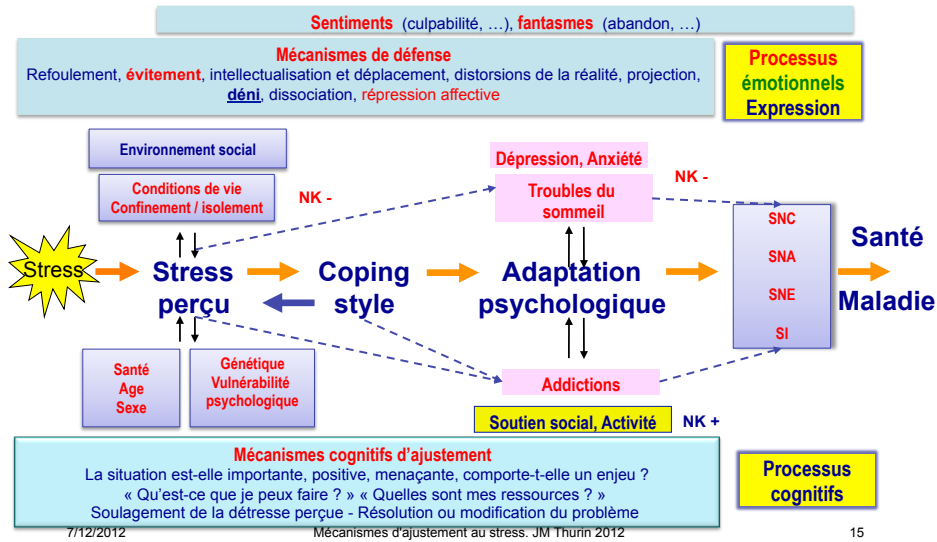 Sentiments (culpabilité, …), fantasmes (abandon, …)
Mécanismes de défense
Refoulement, évitement, intellectualisation et déplacement, distorsions de la réalité, projection,
déni, dissociation, répression affective
Processus
émotionnels
Expression
Environnement social
Conditions de vie
Confinement / isolement
NK -
Dépression, Anxiété
Troubles du
sommeil
NK -
Stress
Stress
perçu
Coping
style
Adaptation
psychologique
SNC
SNA
SNE
SI
Santé
Maladie
Santé
Age
Sexe
Génétique
Vulnérabilité
psychologique
Addictions
Soutien social, Activité
NK +
Mécanismes cognitifs d’ajustement
La situation est-elle importante, positive, menaçante, comporte-t-elle un enjeu ?
« Qu’est-ce que je peux faire ? » « Quelles sont mes ressources ? »
Soulagement de la détresse perçue - Résolution ou modification du problème
Processus
cognitifs
7/12/2012
Mécanismes d'ajustement au stress. JM Thurin 2012
15